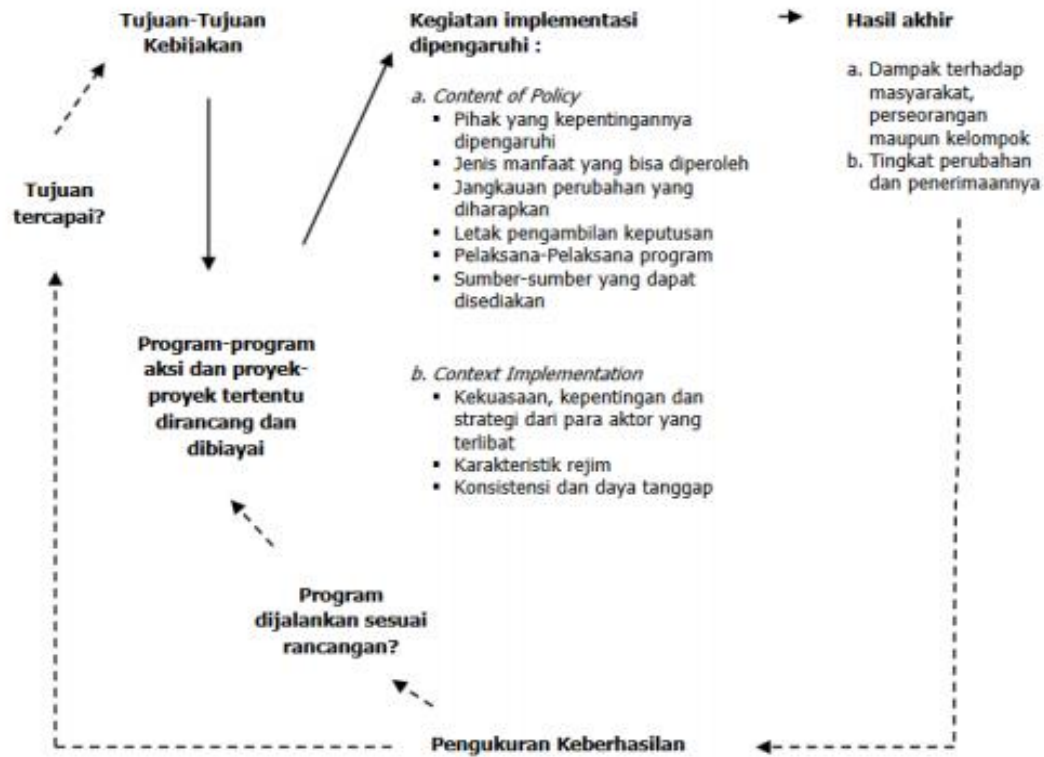 Tujuan-Tujuan
Kebijakan
Kegiatan implementasi
dipengaruhi :
a. Content of Policy
▪ Pihak yang kepentingannya
dipengaruhi
▪ Jenis manfaat yang bisa diperoleh
▪ Jangkauan perubahan yang
diharapkan
▪ Letak pengambilan keputusan
▪ Pelaksana-Pelaksana program
▪ Sumber-sumber yang dapat
disediakan
b. Context Implementation
▪ Kekuasaan, kepentingan dan
strategi dari para aktor yang
terlibat
▪ Karakteristik rejim
▪ Konsistensi dan daya tanggap
Hasil akhir
a. Dampak terhadap
masyarakat,
perseorangan
maupun kelompok
b. Tingkat perubahan
dan penerimaannya
Tujuan
tercapai?
Program-program
aksi dan proyek-
proyek tertentu
dirancang dan
dibiayai
Program
dijalankan sesuai
rancangan?
Pengukuran Keberhasilan